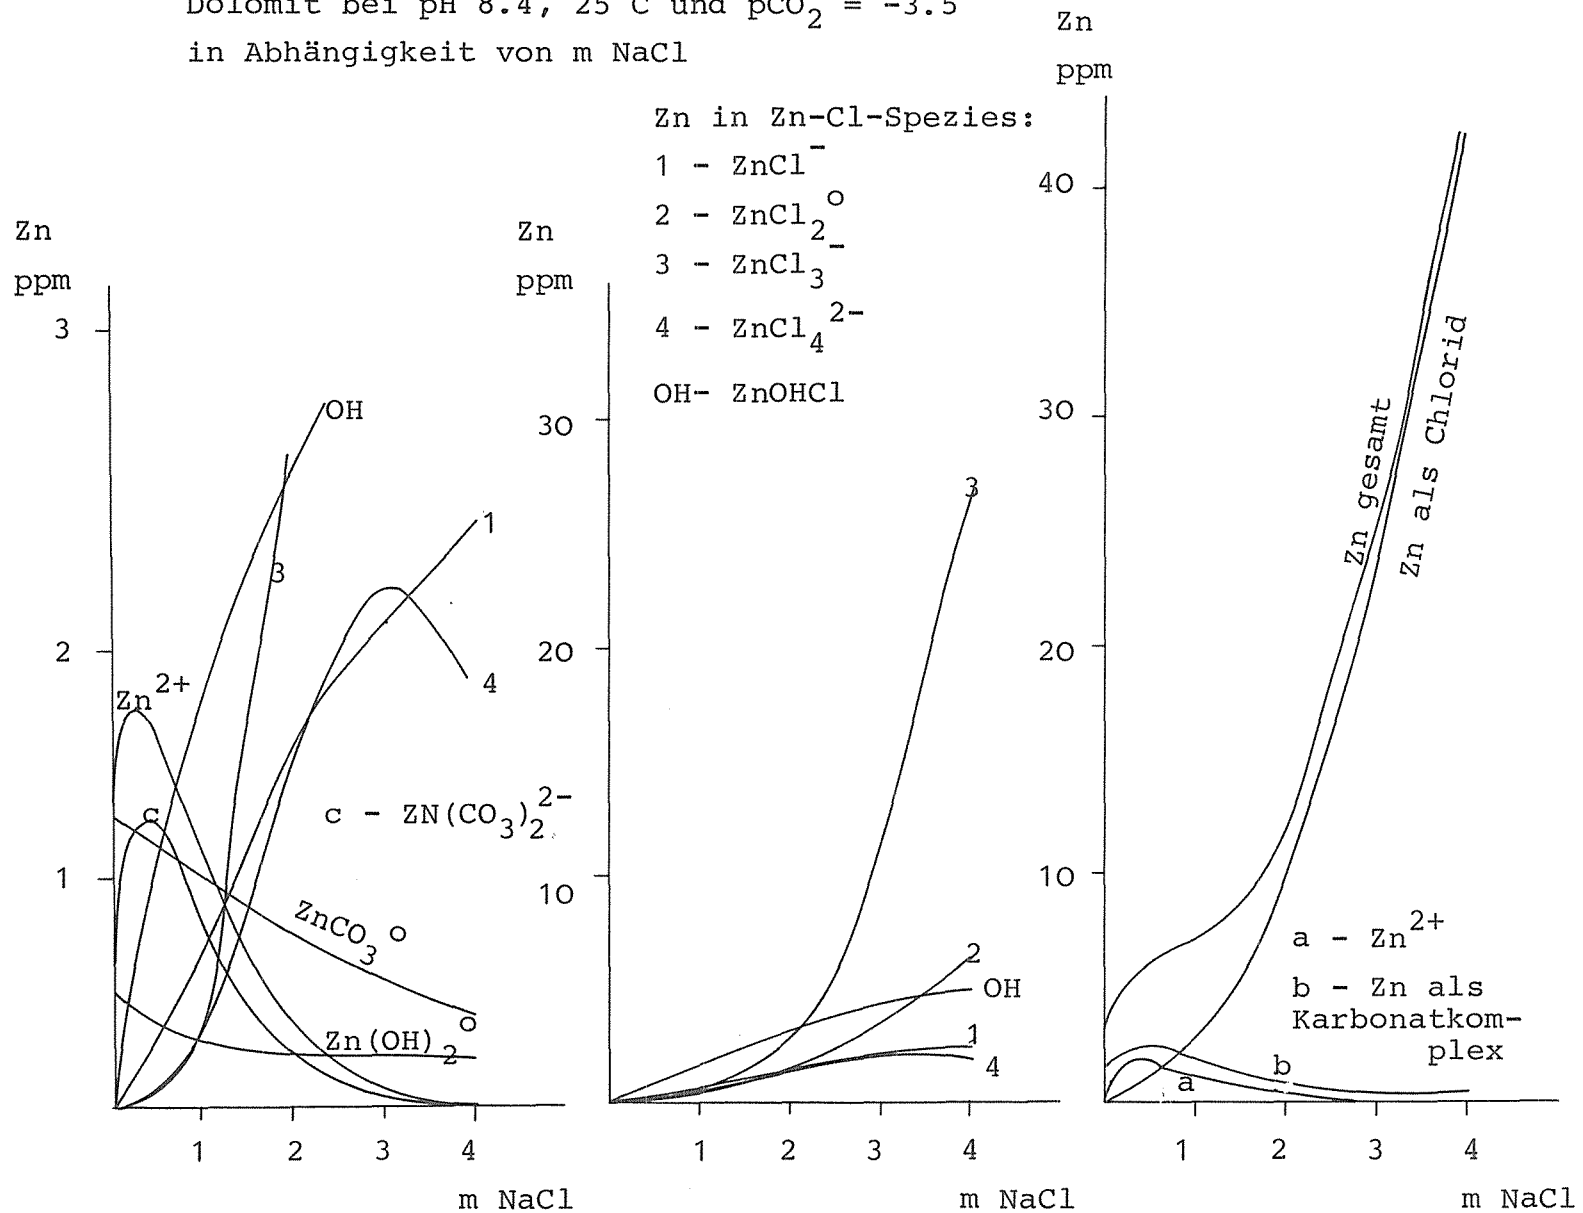 Dolomit bei pH 8.4, 25 C und pCO2 = -3.5
in Abhängigkeit von m NaCl
Zn in Zn-Cl-Spezies:
1 - ZnCl⁻
2 - ZnCl₂°
3 - ZnCl₃⁻
4 - ZnCl₄²⁻
OH- ZnOHCl
Zn
ppm
3
2
1
OH
3
1
4
Zn²⁺
c
c - ZN(CO₃)₂²⁻
ZnCO₃°
Zn(OH)₂°
1 2 3 4
m NaCl
Zn
ppm
30
20
10
3
2
OH
1
4
1 2 3 4
m NaCl
Zn
ppm
40
30
20
10
Zn gesamt
Zn als Chlorid
a - Zn²⁺
b - Zn als
Karbonatkom-
plex
a
b
1 2 3 4
m NaCl